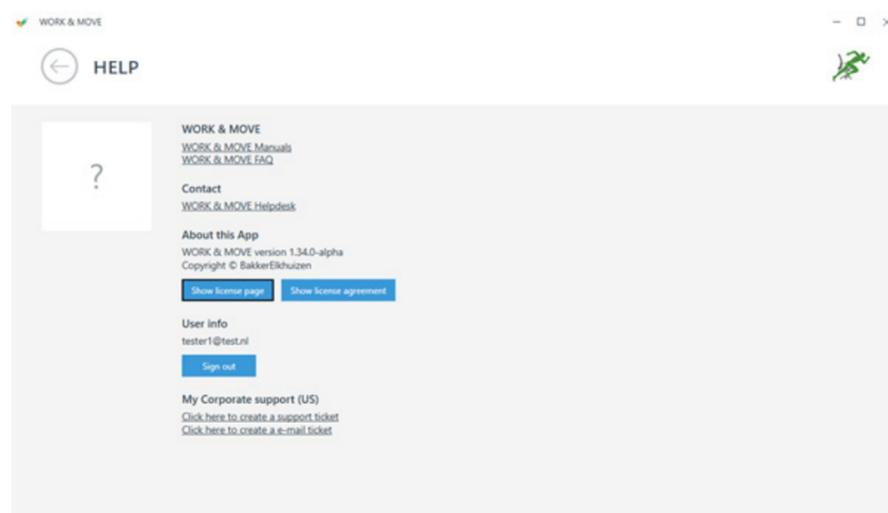 WORK & MOVE
HELP
?
WORK & MOVE
WORK & MOVE Manuals
WORK & MOVE FAQ
Contact
WORK & MOVE Helpdesk
About this App
WORK & MOVE version 1.34.0-alpha
Copyright © BakkerElkhuizen
Show license page Show license agreement
User info
tester1@test.nl
Sign out
My Corporate support (US)
Click here to create a support ticket
Click here to create a e-mail ticket